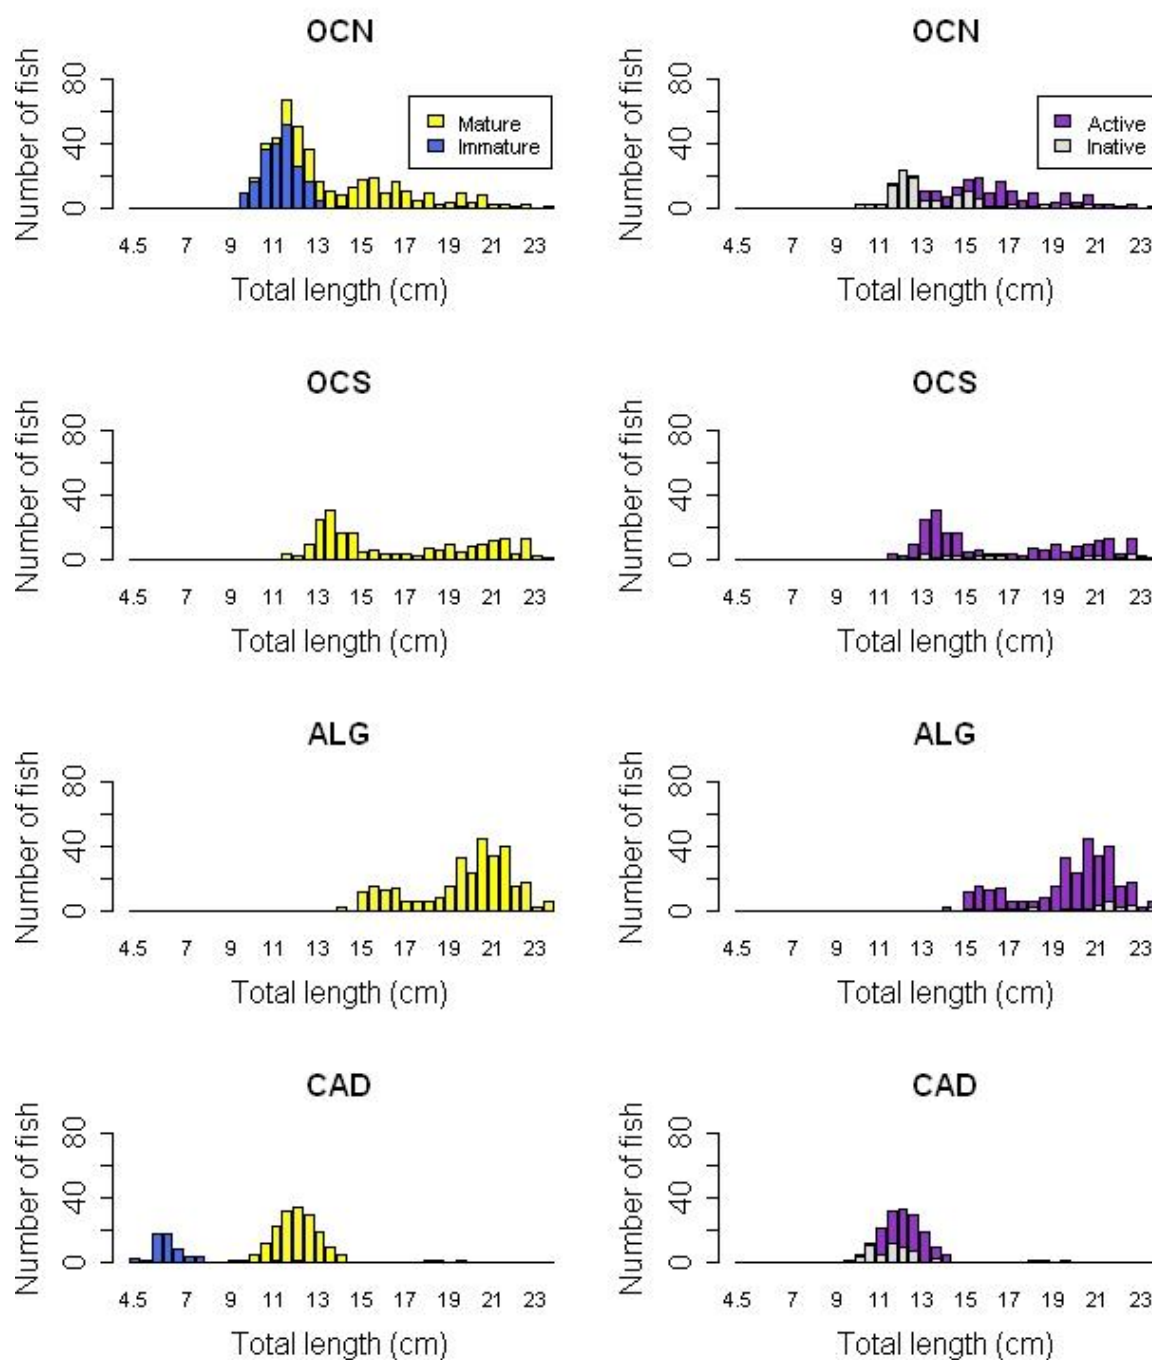 OCN
Number of fish
0 40 80
Mature
Immature
4.5 7 9 11 13 15 17 19 21 23
Total length (cm)
OCN
Number of fish
0 40 80
Active
Inative
4.5 7 9 11 13 15 17 19 21 23
Total length (cm)
OCS
Number of fish
0 40 80
4.5 7 9 11 13 15 17 19 21 23
Total length (cm)
OCS
Number of fish
0 40 80
4.5 7 9 11 13 15 17 19 21 23
Total length (cm)
ALG
Number of fish
0 40 80
4.5 7 9 11 13 15 17 19 21 23
Total length (cm)
ALG
Number of fish
0 40 80
4.5 7 9 11 13 15 17 19 21 23
Total length (cm)
CAD
Number of fish
0 40 80
4.5 7 9 11 13 15 17 19 21 23
Total length (cm)
CAD
Number of fish
0 40 80
4.5 7 9 11 13 15 17 19 21 23
Total length (cm)